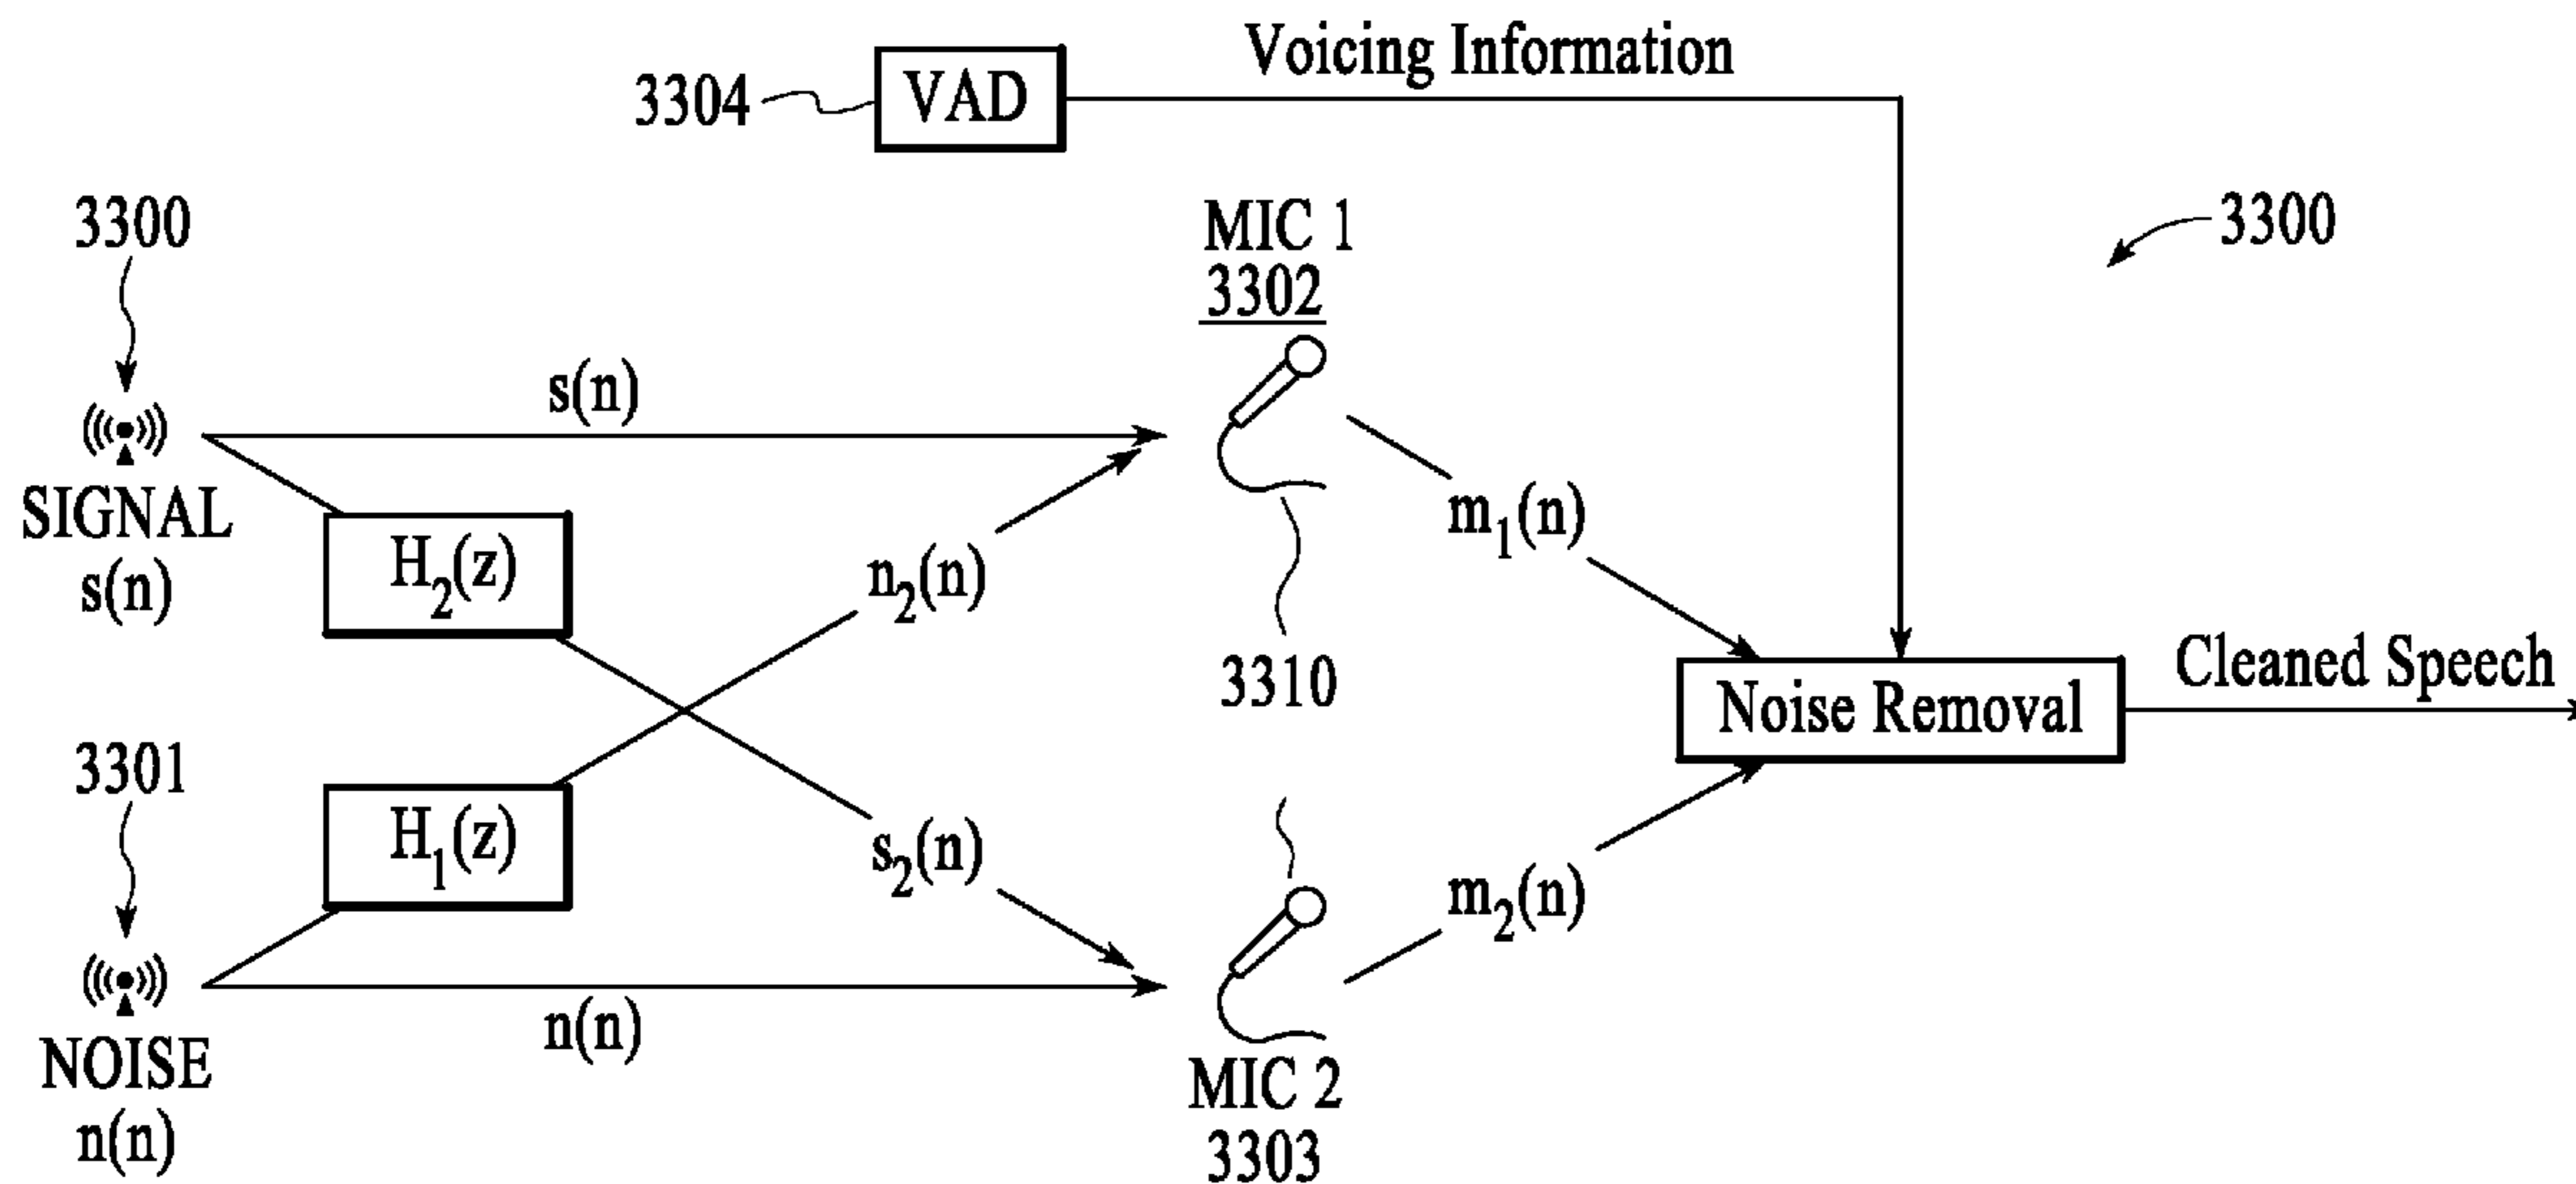 Voicing Information
3304
VAD
3300
MIC 1
3302
3300
s(n)
SIGNAL
s(n)
H2(z)
n2(n)
m1(n)
3310
Noise Removal
Cleaned Speech
3301
H1(z)
s2(n)
m2(n)
NOISE
n(n)
n(n)
MIC 2
3303